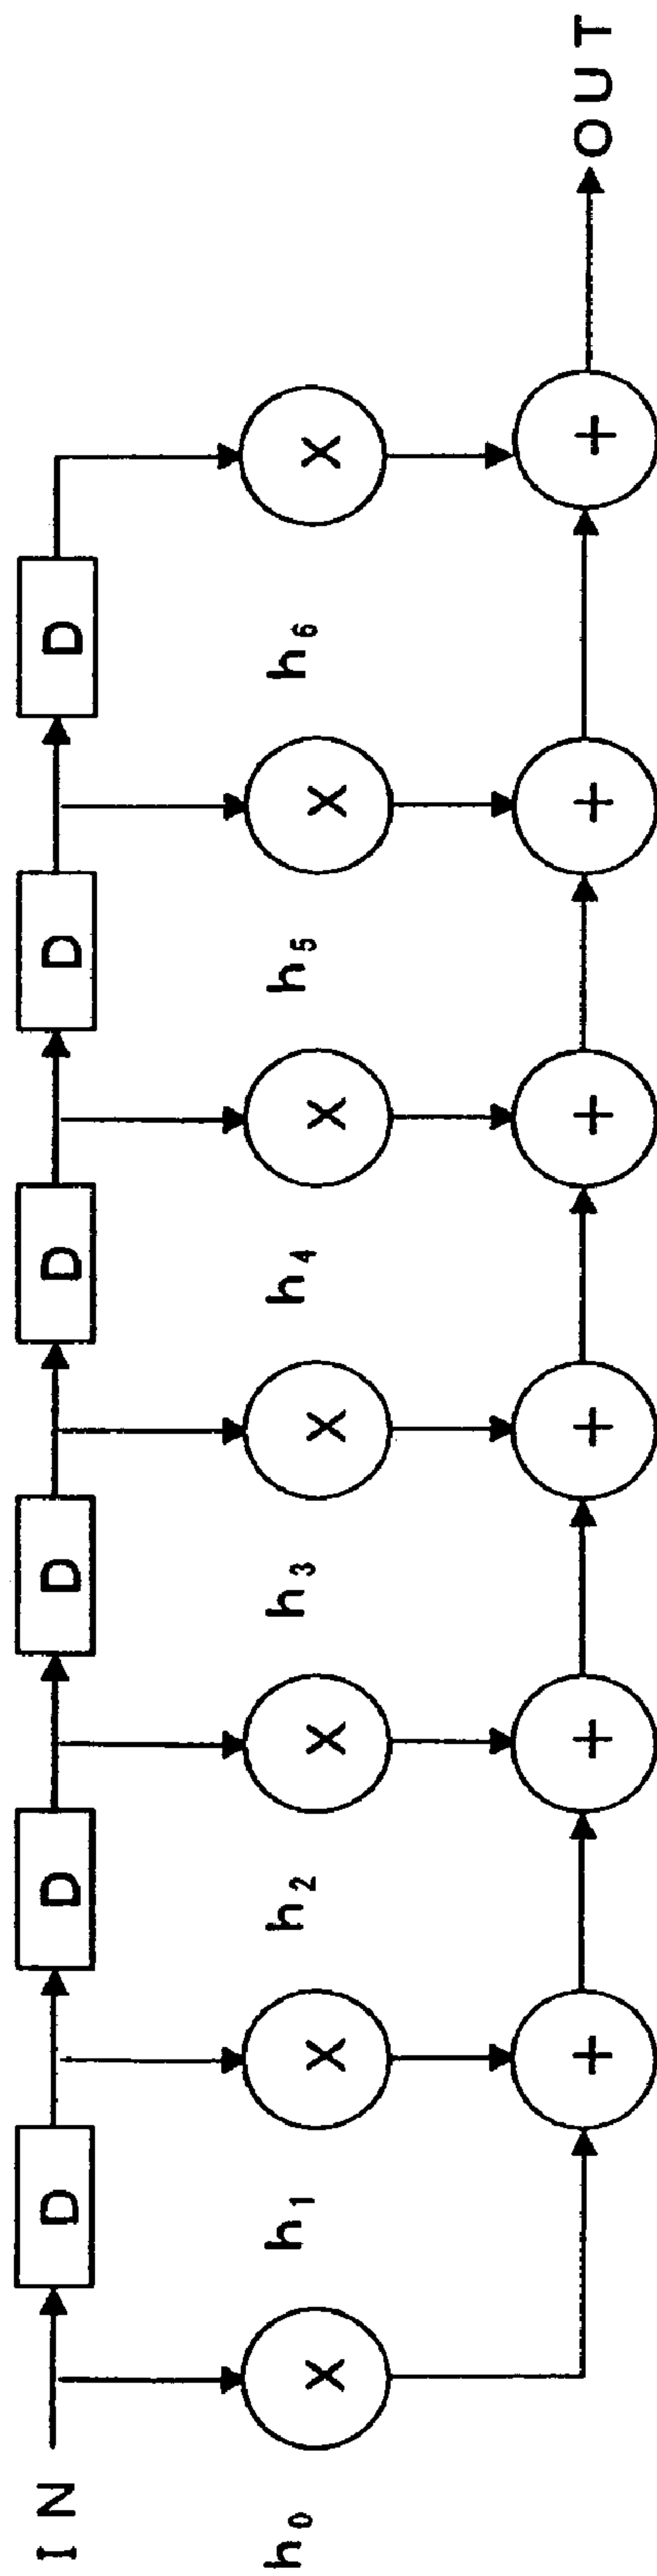 IN
D D D D D D
× × × × × × ×
h0 h1 h2 h3 h4 h5 h6
+ + + + + +
OUT